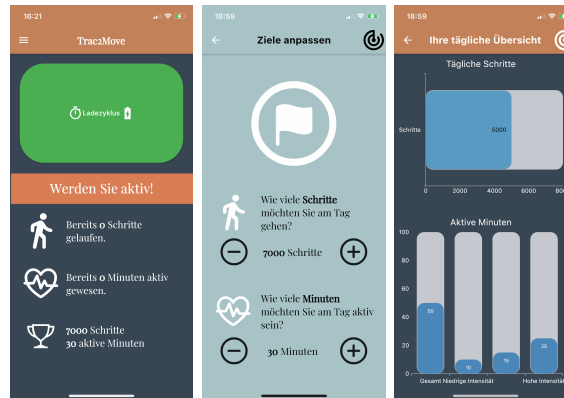 16:21
Trac2Move
Ladezyklus
Werden Sie aktiv!
Bereits 0 Schritte
gelaufen.
Bereits 0 Minuten aktiv
gewesen.
7000 Schritte
30 aktive Minuten
18:59
Ziele anpassen
Wie viele Schritte
möchten Sie am Tag
gehen?
7000 Schritte
Wie viele Minuten
möchten Sie am Tag aktiv
sein?
30 Minuten
18:59
Ihre tägliche Übersicht
Tägliche Schritte
Schritte
5000
0 2000 4000 6000 800
Aktive Minuten
100
80
60
40
20
0
50
10
15
25
Gesamt Niedrige Intensität Hohe Intensität